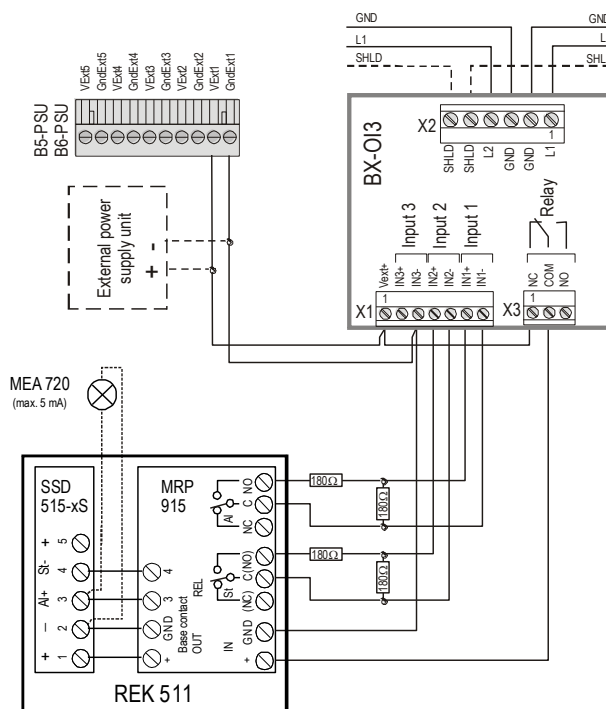 GND
L1
SHLD
GND
L
SHLD
VExt5
GndExt5
VExt4
GndExt4
VExt3
GndExt3
VExt2
GndExt2
VExt1
GndExt1
B5-PSU
B6-PSU
BX-OI3
X2
1
SHLD
SHLD
L2
GND
GND
L1
External power
supply unit
-
+
Input 3
Input 2
Input 1
Vext+
IN3+
IN3-
IN2+
IN2-
IN1+
IN1-
X1
1
Relay
NC
COM
NO
X3
1
MEA 720
(max. 5 mA)
SSD
515-xS
+
5
St-
4
Al+
3
–
2
+
1
MRP
915
4
3
GND
+
Base contact
OUT
REL
IN
Al
NO
C
NC
St
(NO)
C
(NC)
GND
+
180Ω
180Ω
180Ω
180Ω
REK 511